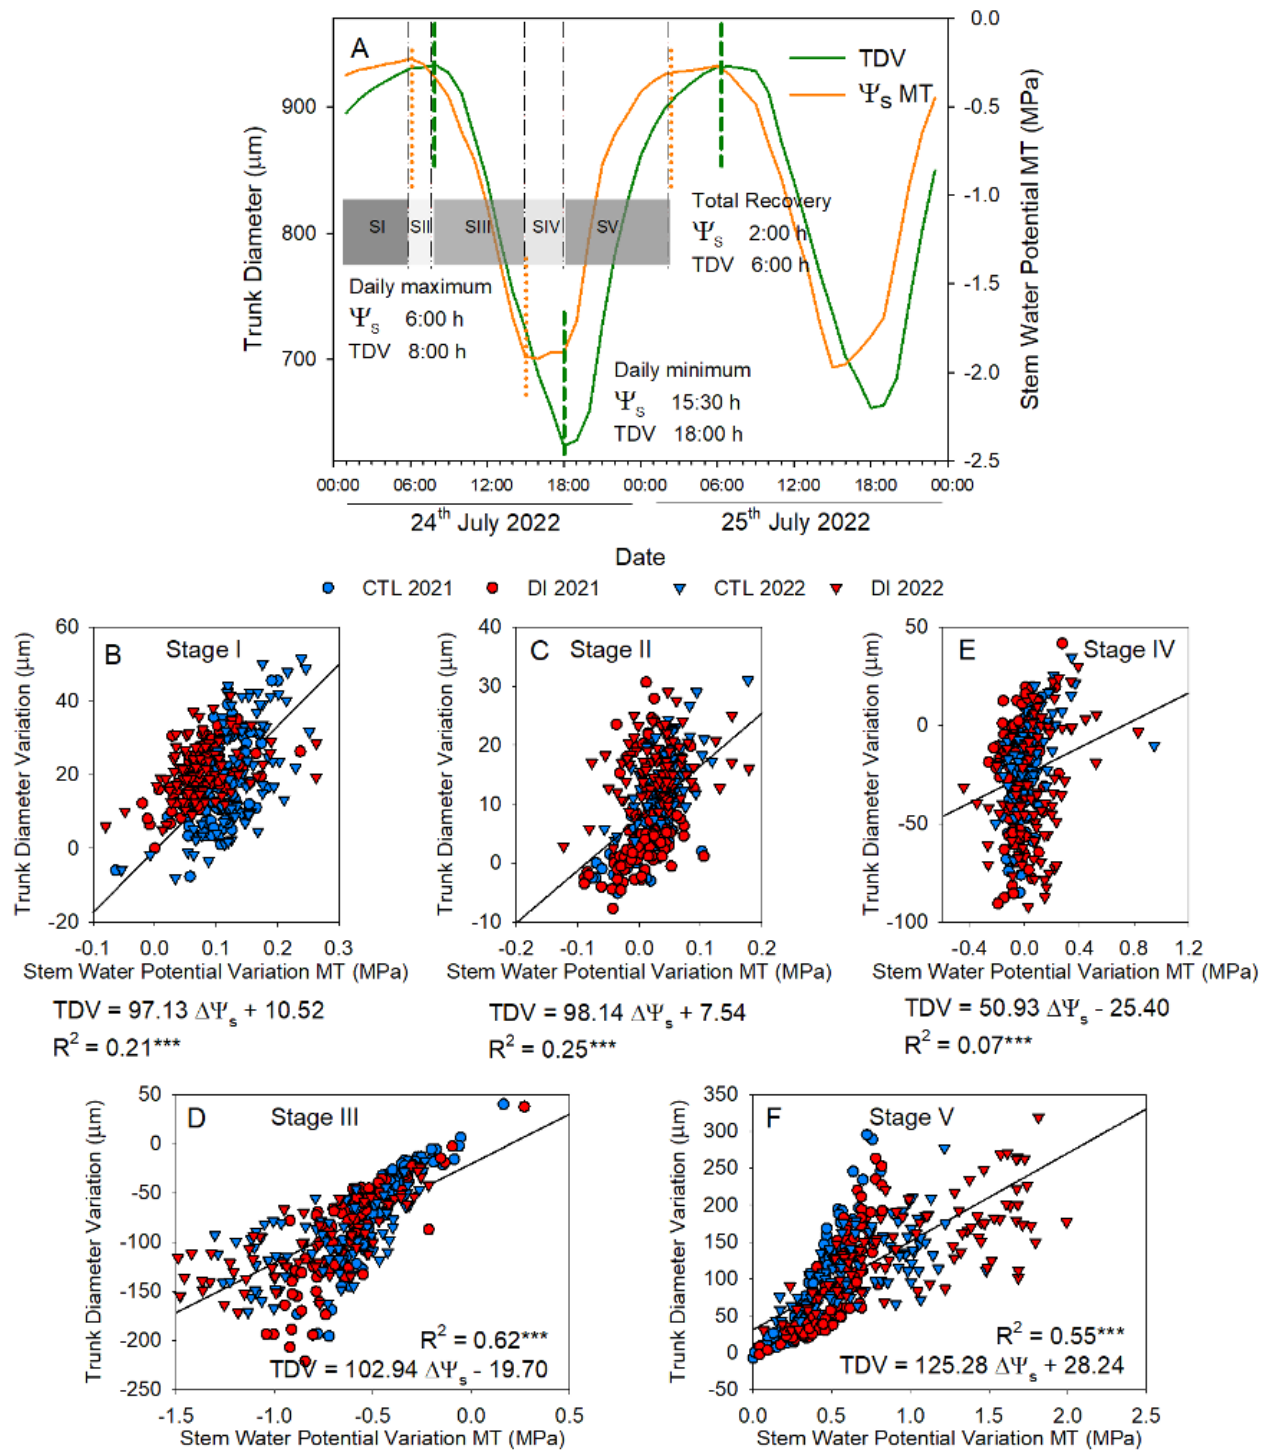 A
TDV
Ψs MT
0.0
-0.5
-1.0
-1.5
-2.0
-2.5
Stem Water Potential MT (MPa)
900
800
700
Trunk Diameter (μm)
SI SII SIII SIV SV
Total Recovery
Ψs 2:00 h
TDV 6:00 h
Daily maximum
Ψs 6:00 h
TDV 8:00 h
Daily minimum
Ψs 15:30 h
TDV 18:00 h
00:00 06:00 12:00 18:00 00:00 06:00 12:00 18:00 00:00
24th July 2022 25th July 2022
Date
CTL 2021 DI 2021 CTL 2022 DI 2022
B Stage I
60
40
20
0
-20
Trunk Diameter Variation (μm)
-0.1 0.0 0.1 0.2 0.3
Stem Water Potential Variation MT (MPa)
TDV = 97.13 ΔΨs + 10.52
R2 = 0.21***
C Stage II
40
30
20
10
0
-10
Trunk Diameter Variation (μm)
-0.2 -0.1 0.0 0.1 0.2
Stem Water Potential Variation MT (MPa)
TDV = 98.14 ΔΨs + 7.54
R2 = 0.25***
E Stage IV
50
0
-50
-100
Trunk Diameter Variation (μm)
-0.4 0.0 0.4 0.8 1.2
Stem Water Potential Variation MT (MPa)
TDV = 50.93 ΔΨs - 25.40
R2 = 0.07***
D Stage III
50
0
-50
-100
-150
-200
-250
Trunk Diameter Variation (μm)
R2 = 0.62***
TDV = 102.94 ΔΨs - 19.70
-1.5 -1.0 -0.5 0.0 0.5
Stem Water Potential Variation MT (MPa)
F Stage V
350
300
250
200
150
100
50
0
-50
Trunk Diameter Variation (μm)
R2 = 0.55***
TDV = 125.28 ΔΨs + 28.24
0.0 0.5 1.0 1.5 2.0 2.5
Stem Water Potential Variation MT (MPa)